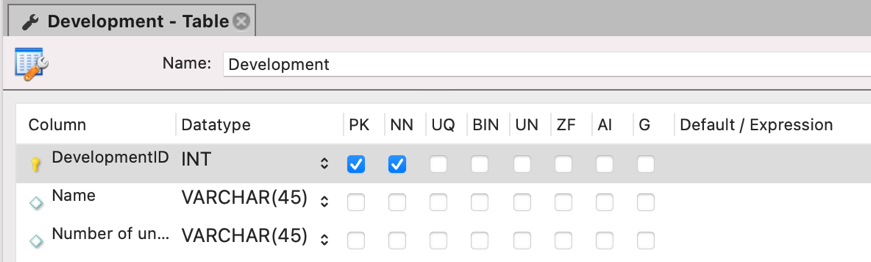 Development - Table
Name: Development
Column Datatype PK NN UQ BIN UN ZF AI G Default / Expression
DevelopmentID INT
Name VARCHAR(45)
Number of un... VARCHAR(45)